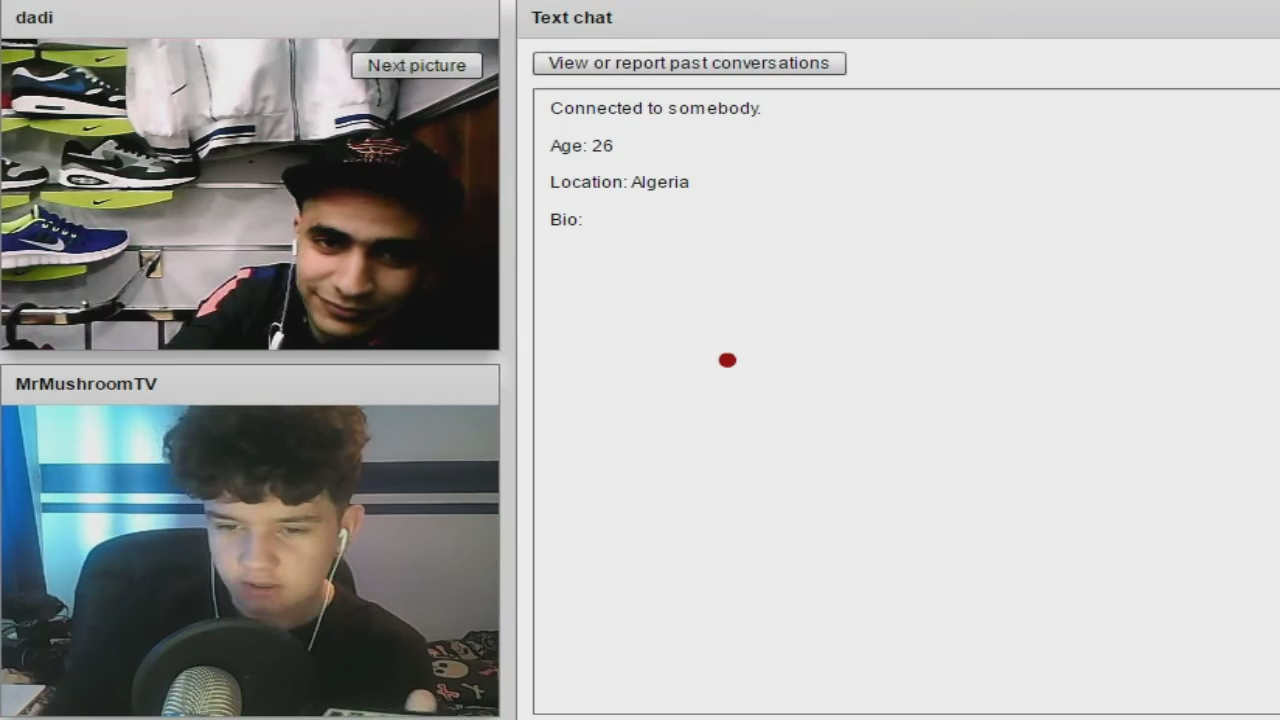 dadi
Next picture
MrMushroomTV
Text chat
View or report past conversations
Connected to somebody.
Age: 26
Location: Algeria
Bio: